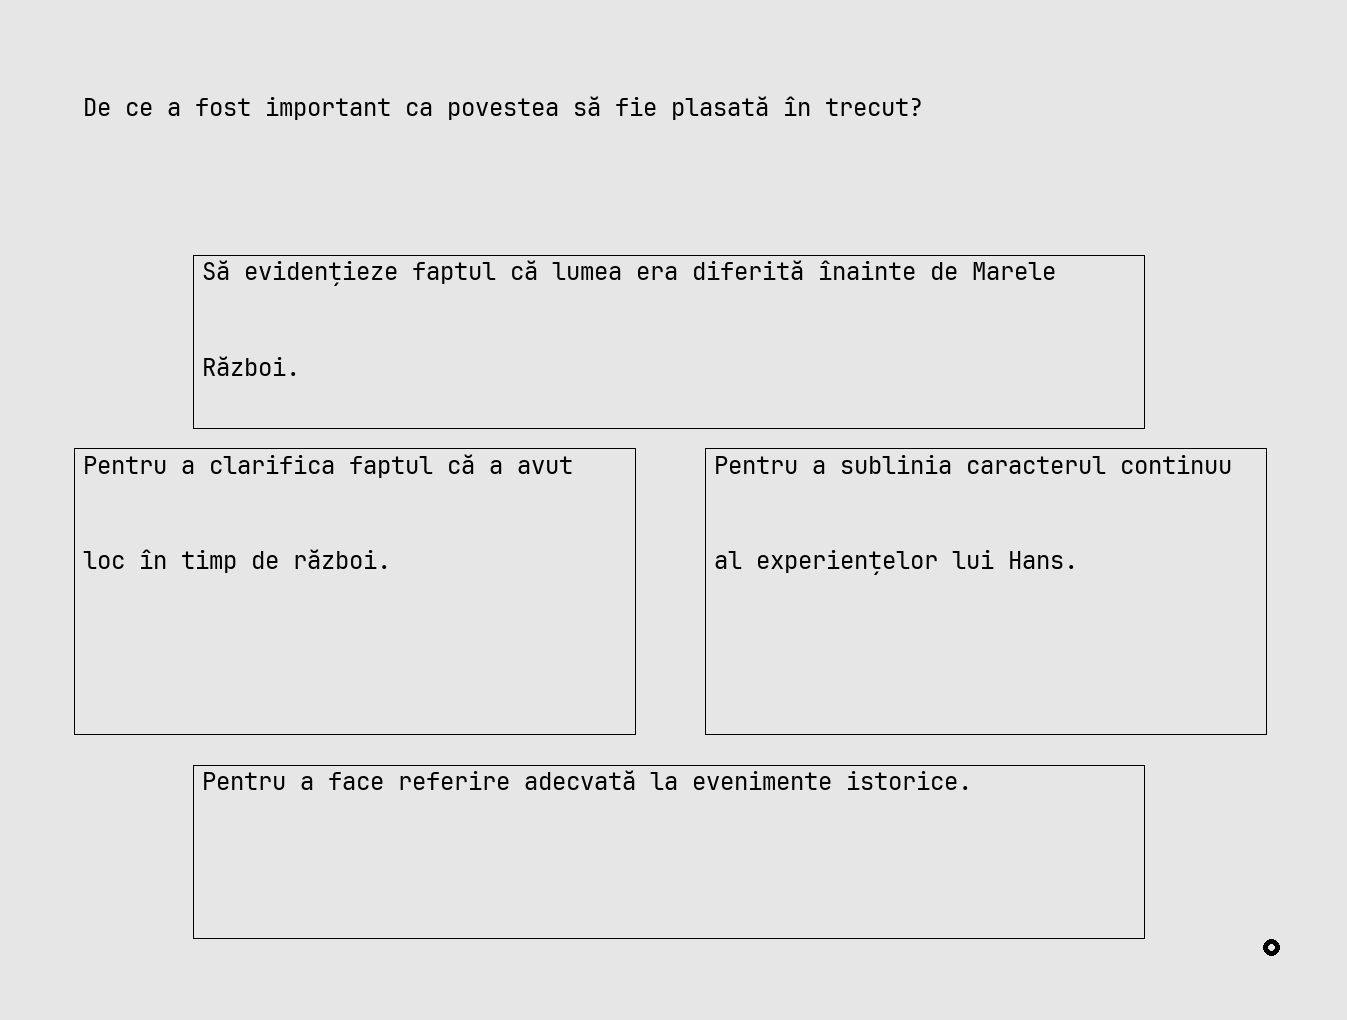 De ce a fost important ca povestea să fie plasată în trecut?
Să evidențieze faptul că lumea era diferită înainte de Marele
Război.
Pentru a clarifica faptul că a avut
loc în timp de război.
Pentru a sublinia caracterul continuu
al experiențelor lui Hans.
Pentru a face referire adecvată la evenimente istorice.